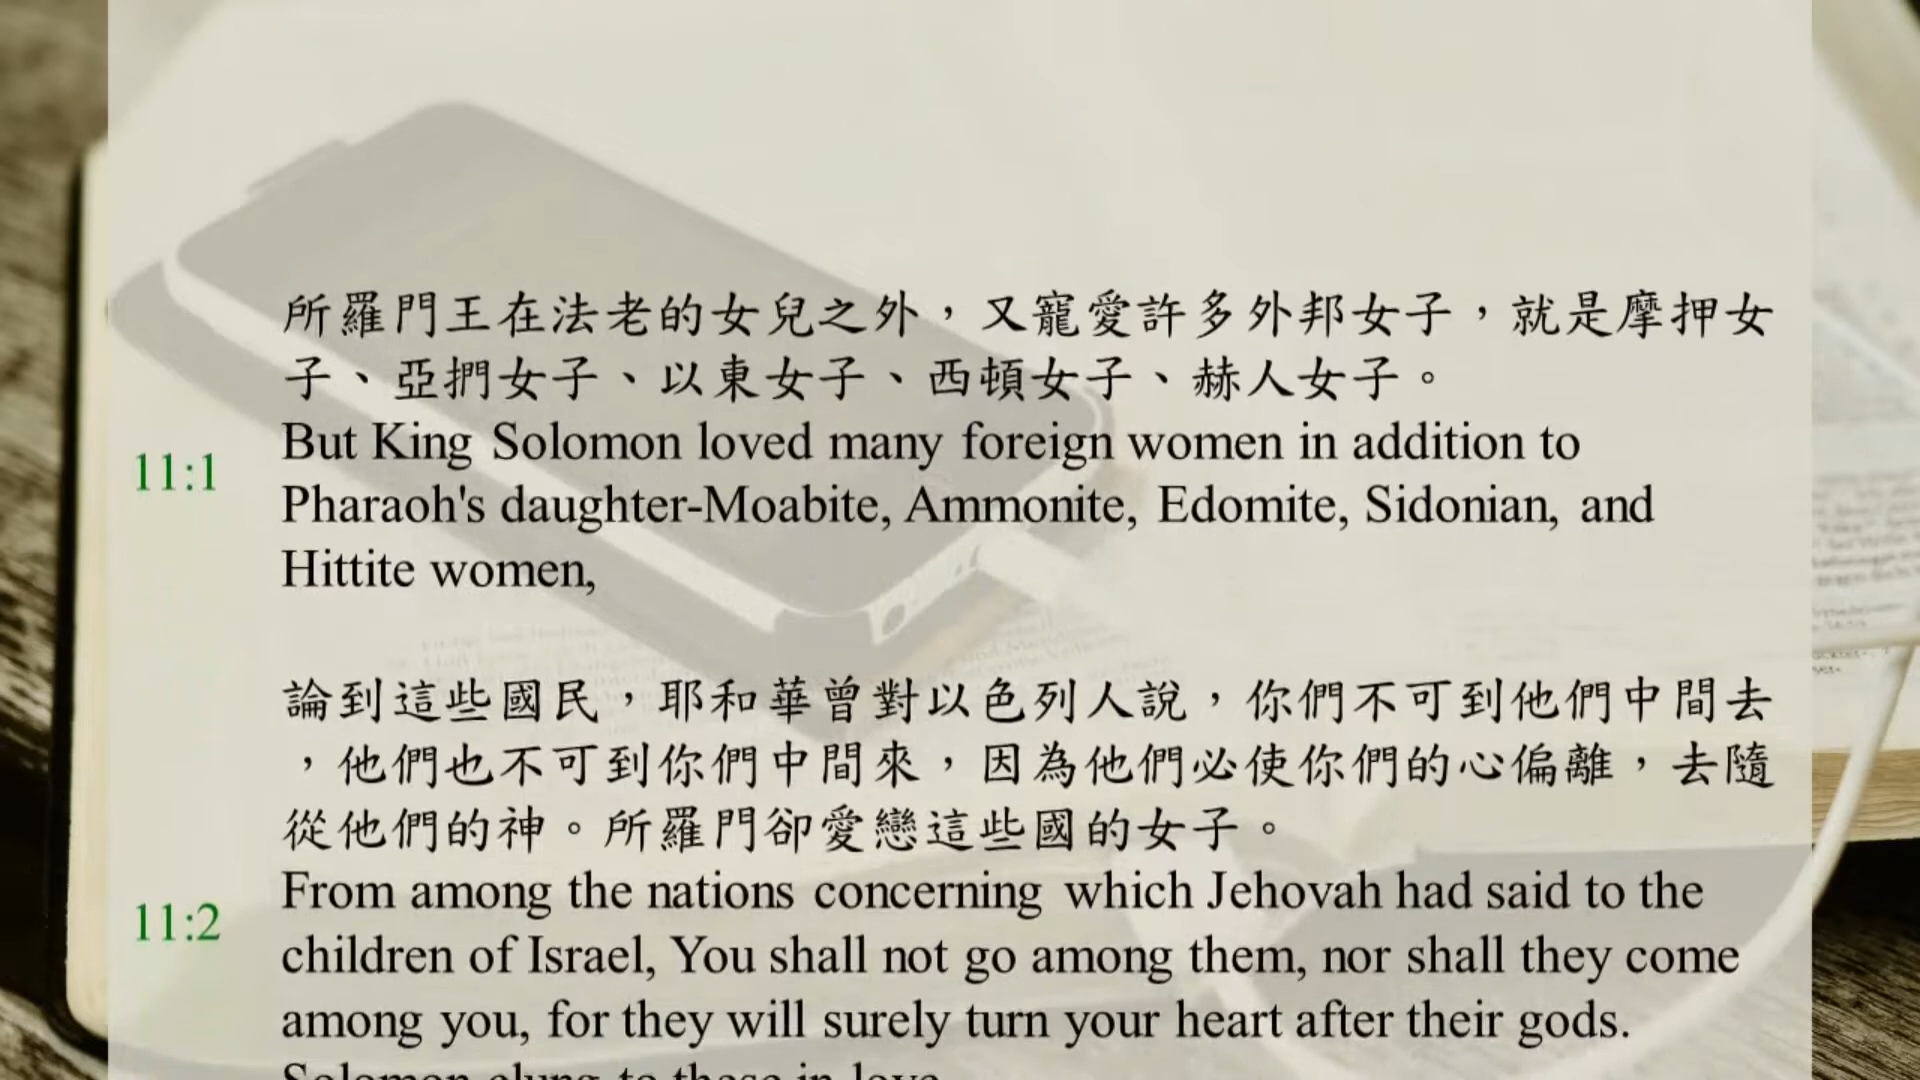 所羅門王在法老的女兒之外，又寵愛許多外邦女子，就是摩押女
子、亞捫女子、以東女子、西頓女子、赫人女子。
11:1
But King Solomon loved many foreign women in addition to
Pharaoh's daughter-Moabite, Ammonite, Edomite, Sidonian, and
Hittite women,
論到這些國民，耶和華曾對以色列人說，你們不可到他們中間去
，他們也不可到你們中間來，因為他們必使你們的心偏離，去隨
從他們的神。所羅門卻愛戀這些國的女子。
11:2
From among the nations concerning which Jehovah had said to the
children of Israel, You shall not go among them, nor shall they come
among you, for they will surely turn your heart after their gods.
Solomon clung to these in love